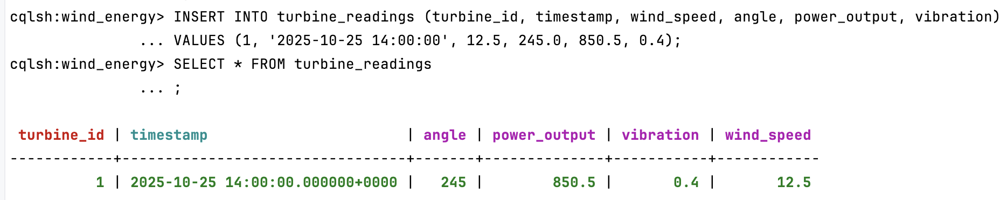 cqlsh:wind_energy> INSERT INTO turbine_readings (turbine_id, timestamp, wind_speed, angle, power_output, vibration)
               ... VALUES (1, '2025-10-25 14:00:00', 12.5, 245.0, 850.5, 0.4);
cqlsh:wind_energy> SELECT * FROM turbine_readings
               ... ;

 turbine_id | timestamp                       | angle | power_output | vibration | wind_speed
------------+---------------------------------+-------+--------------+-----------+------------
          1 | 2025-10-25 14:00:00.000000+0000 |   245 |        850.5 |       0.4 |       12.5